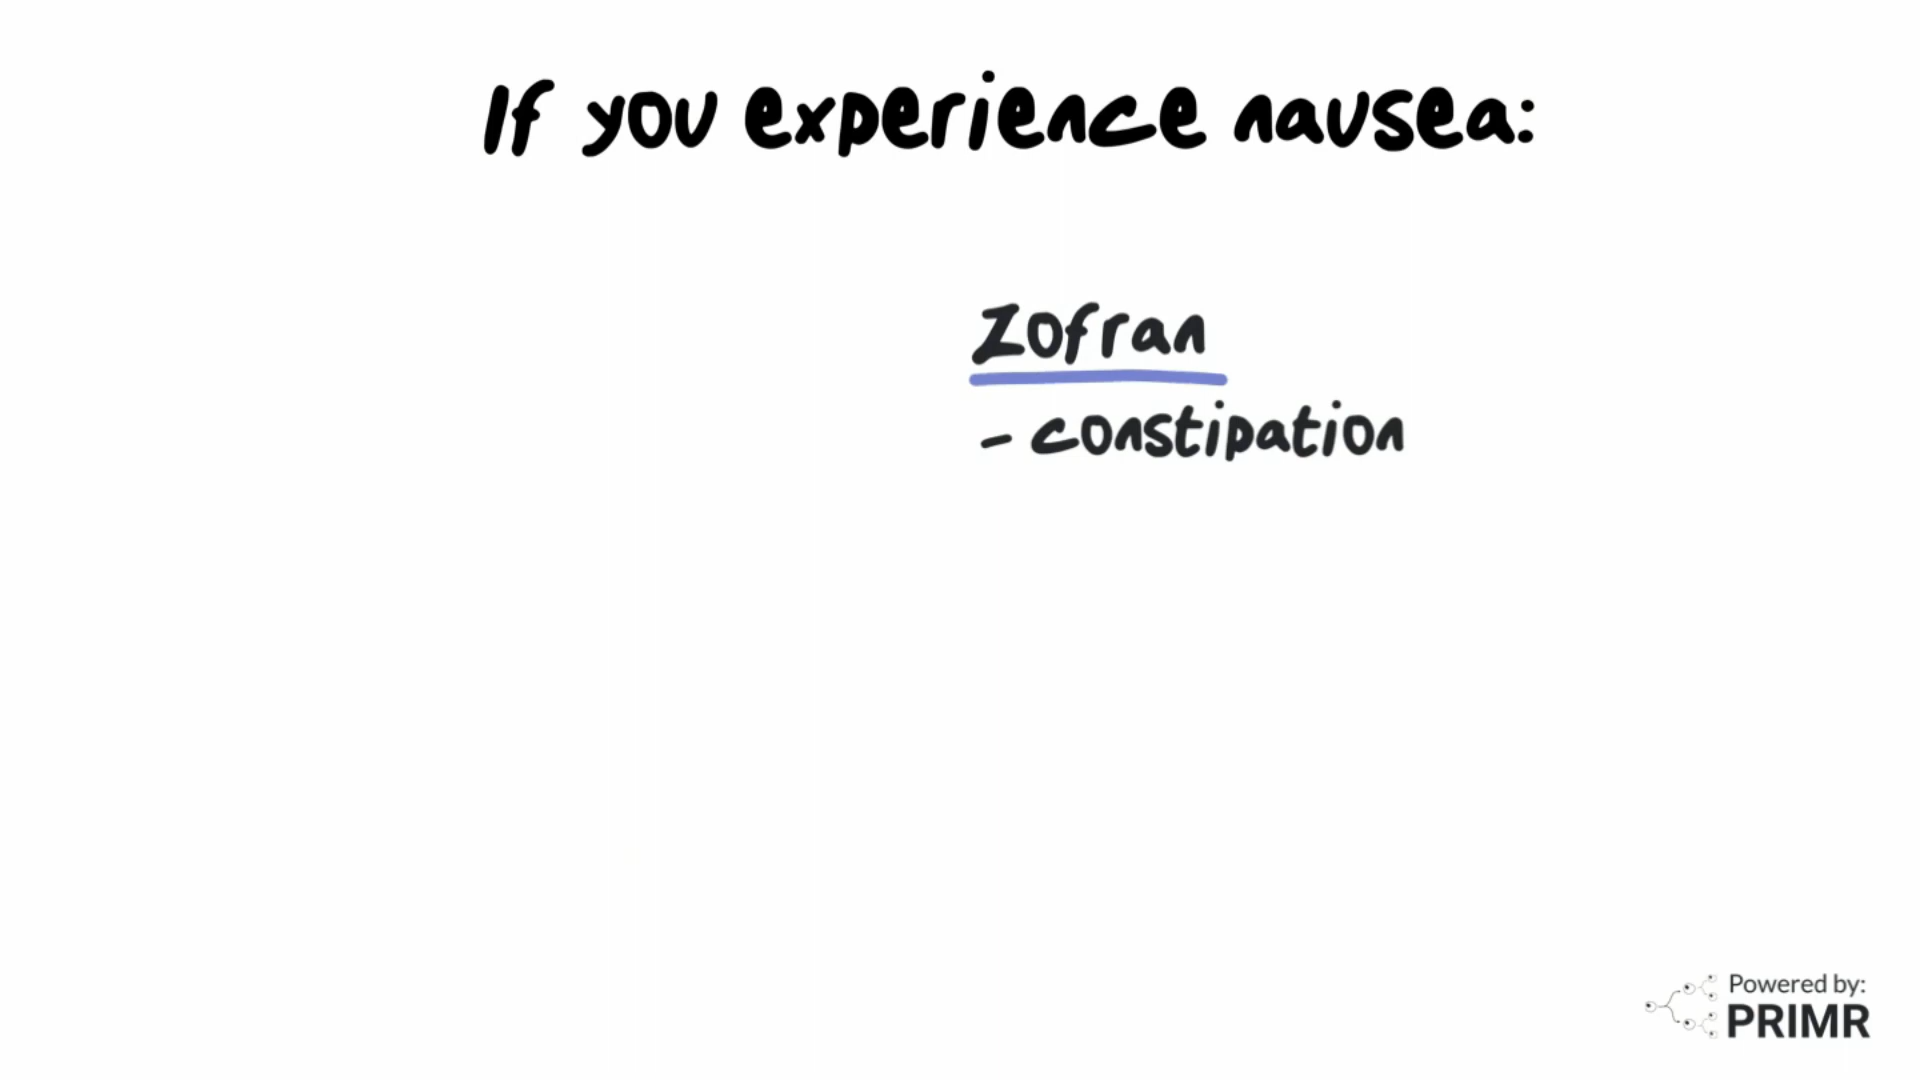 If you experience nausea:
Zofran
- constipation
Powered by:
PRIMR